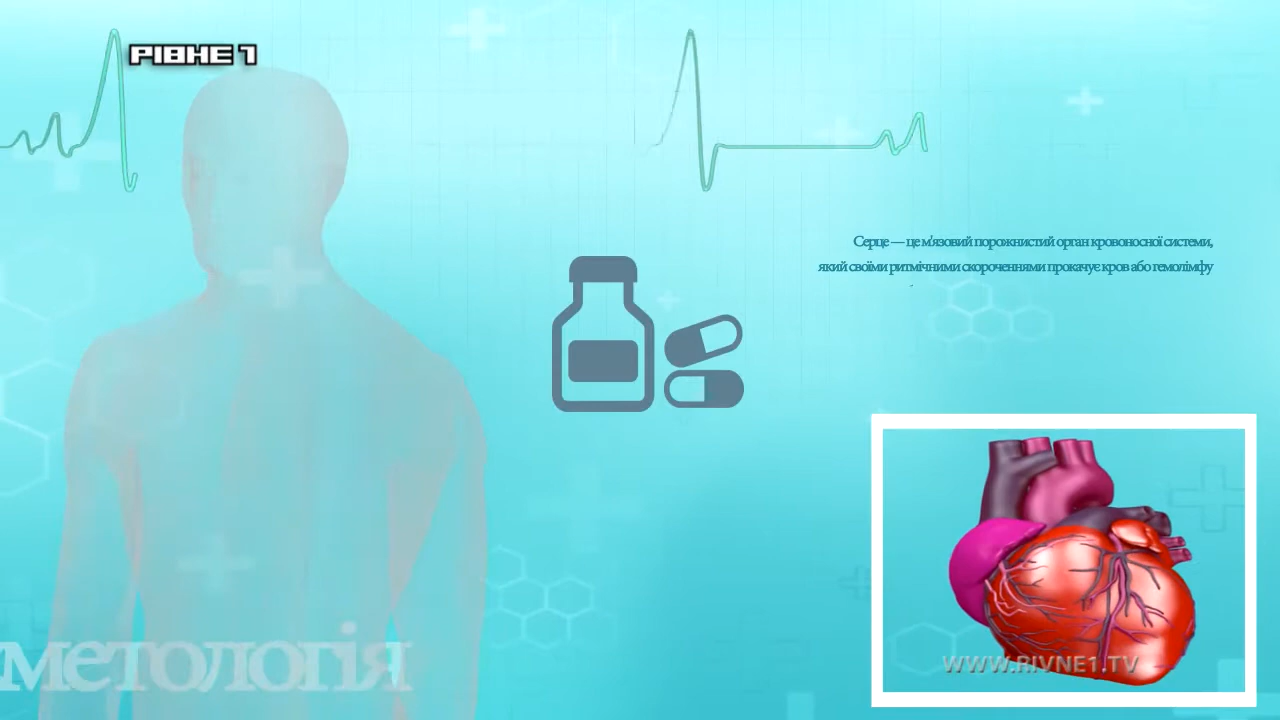 РІВНЕ 1
Серце — це м'язовий порожнистий орган кровоносної системи,
який своїми ритмічними скороченнями прокачує кров або гемолімфу
метологія
WWW.RIVNE1.TV